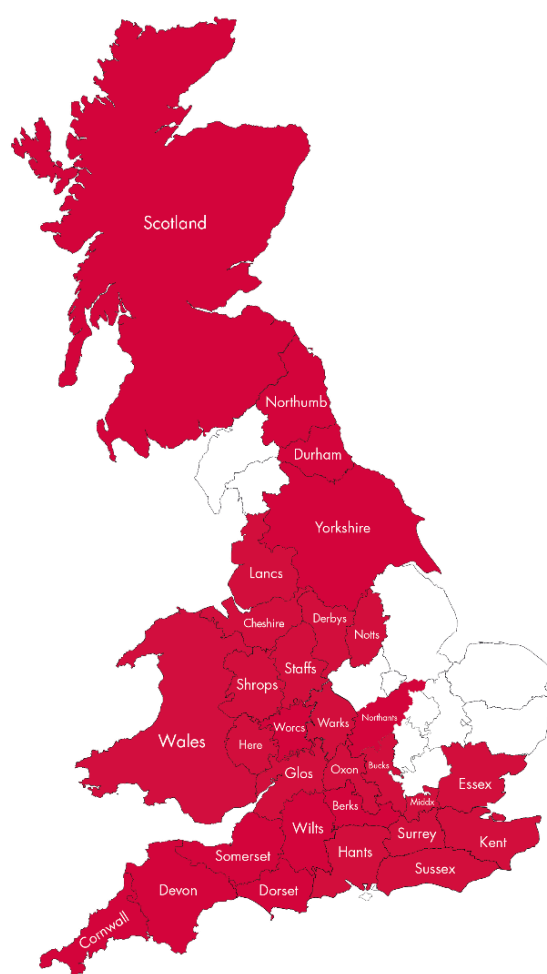 Scotland
Northumb
Durham
Yorkshire
Lancs
Cheshire
Derbys
Notts
Staffs
Shrops
Wales
Here
Worcs
Warks
Northants
Glos
Oxon
Bucks
Essex
Berks
Middx
Wilts
Surrey
Kent
Hants
Somerset
Sussex
Devon
Dorset
Cornwall